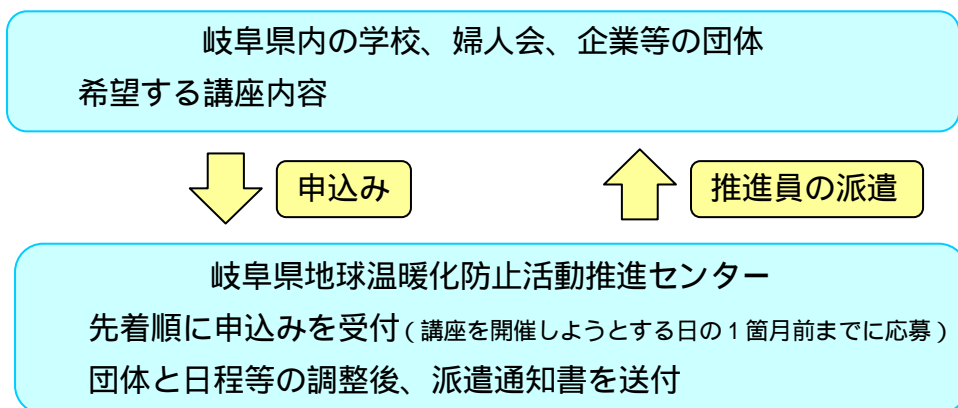 岐阜県内の学校、婦人会、企業等の団体
希望する講座内容
申込み
推進員の派遣
岐阜県地球温暖化防止活動推進センター
先着順に申込みを受付(講座を開催しようとする日の1箇月前までに応募)
団体と日程等の調整後、派遣通知書を送付